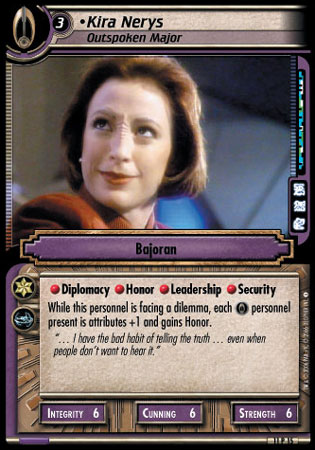 3
•Kira Nerys
Outspoken Major
Bajoran
Diplomacy Honor Leadership Security
While this personnel is facing a dilemma, each personnel
present is attributes +1 and gains Honor.
"… I have the bad habit of telling the truth … even when
people don't want to hear it."
INTEGRITY 6 CUNNING 6 STRENGTH 6